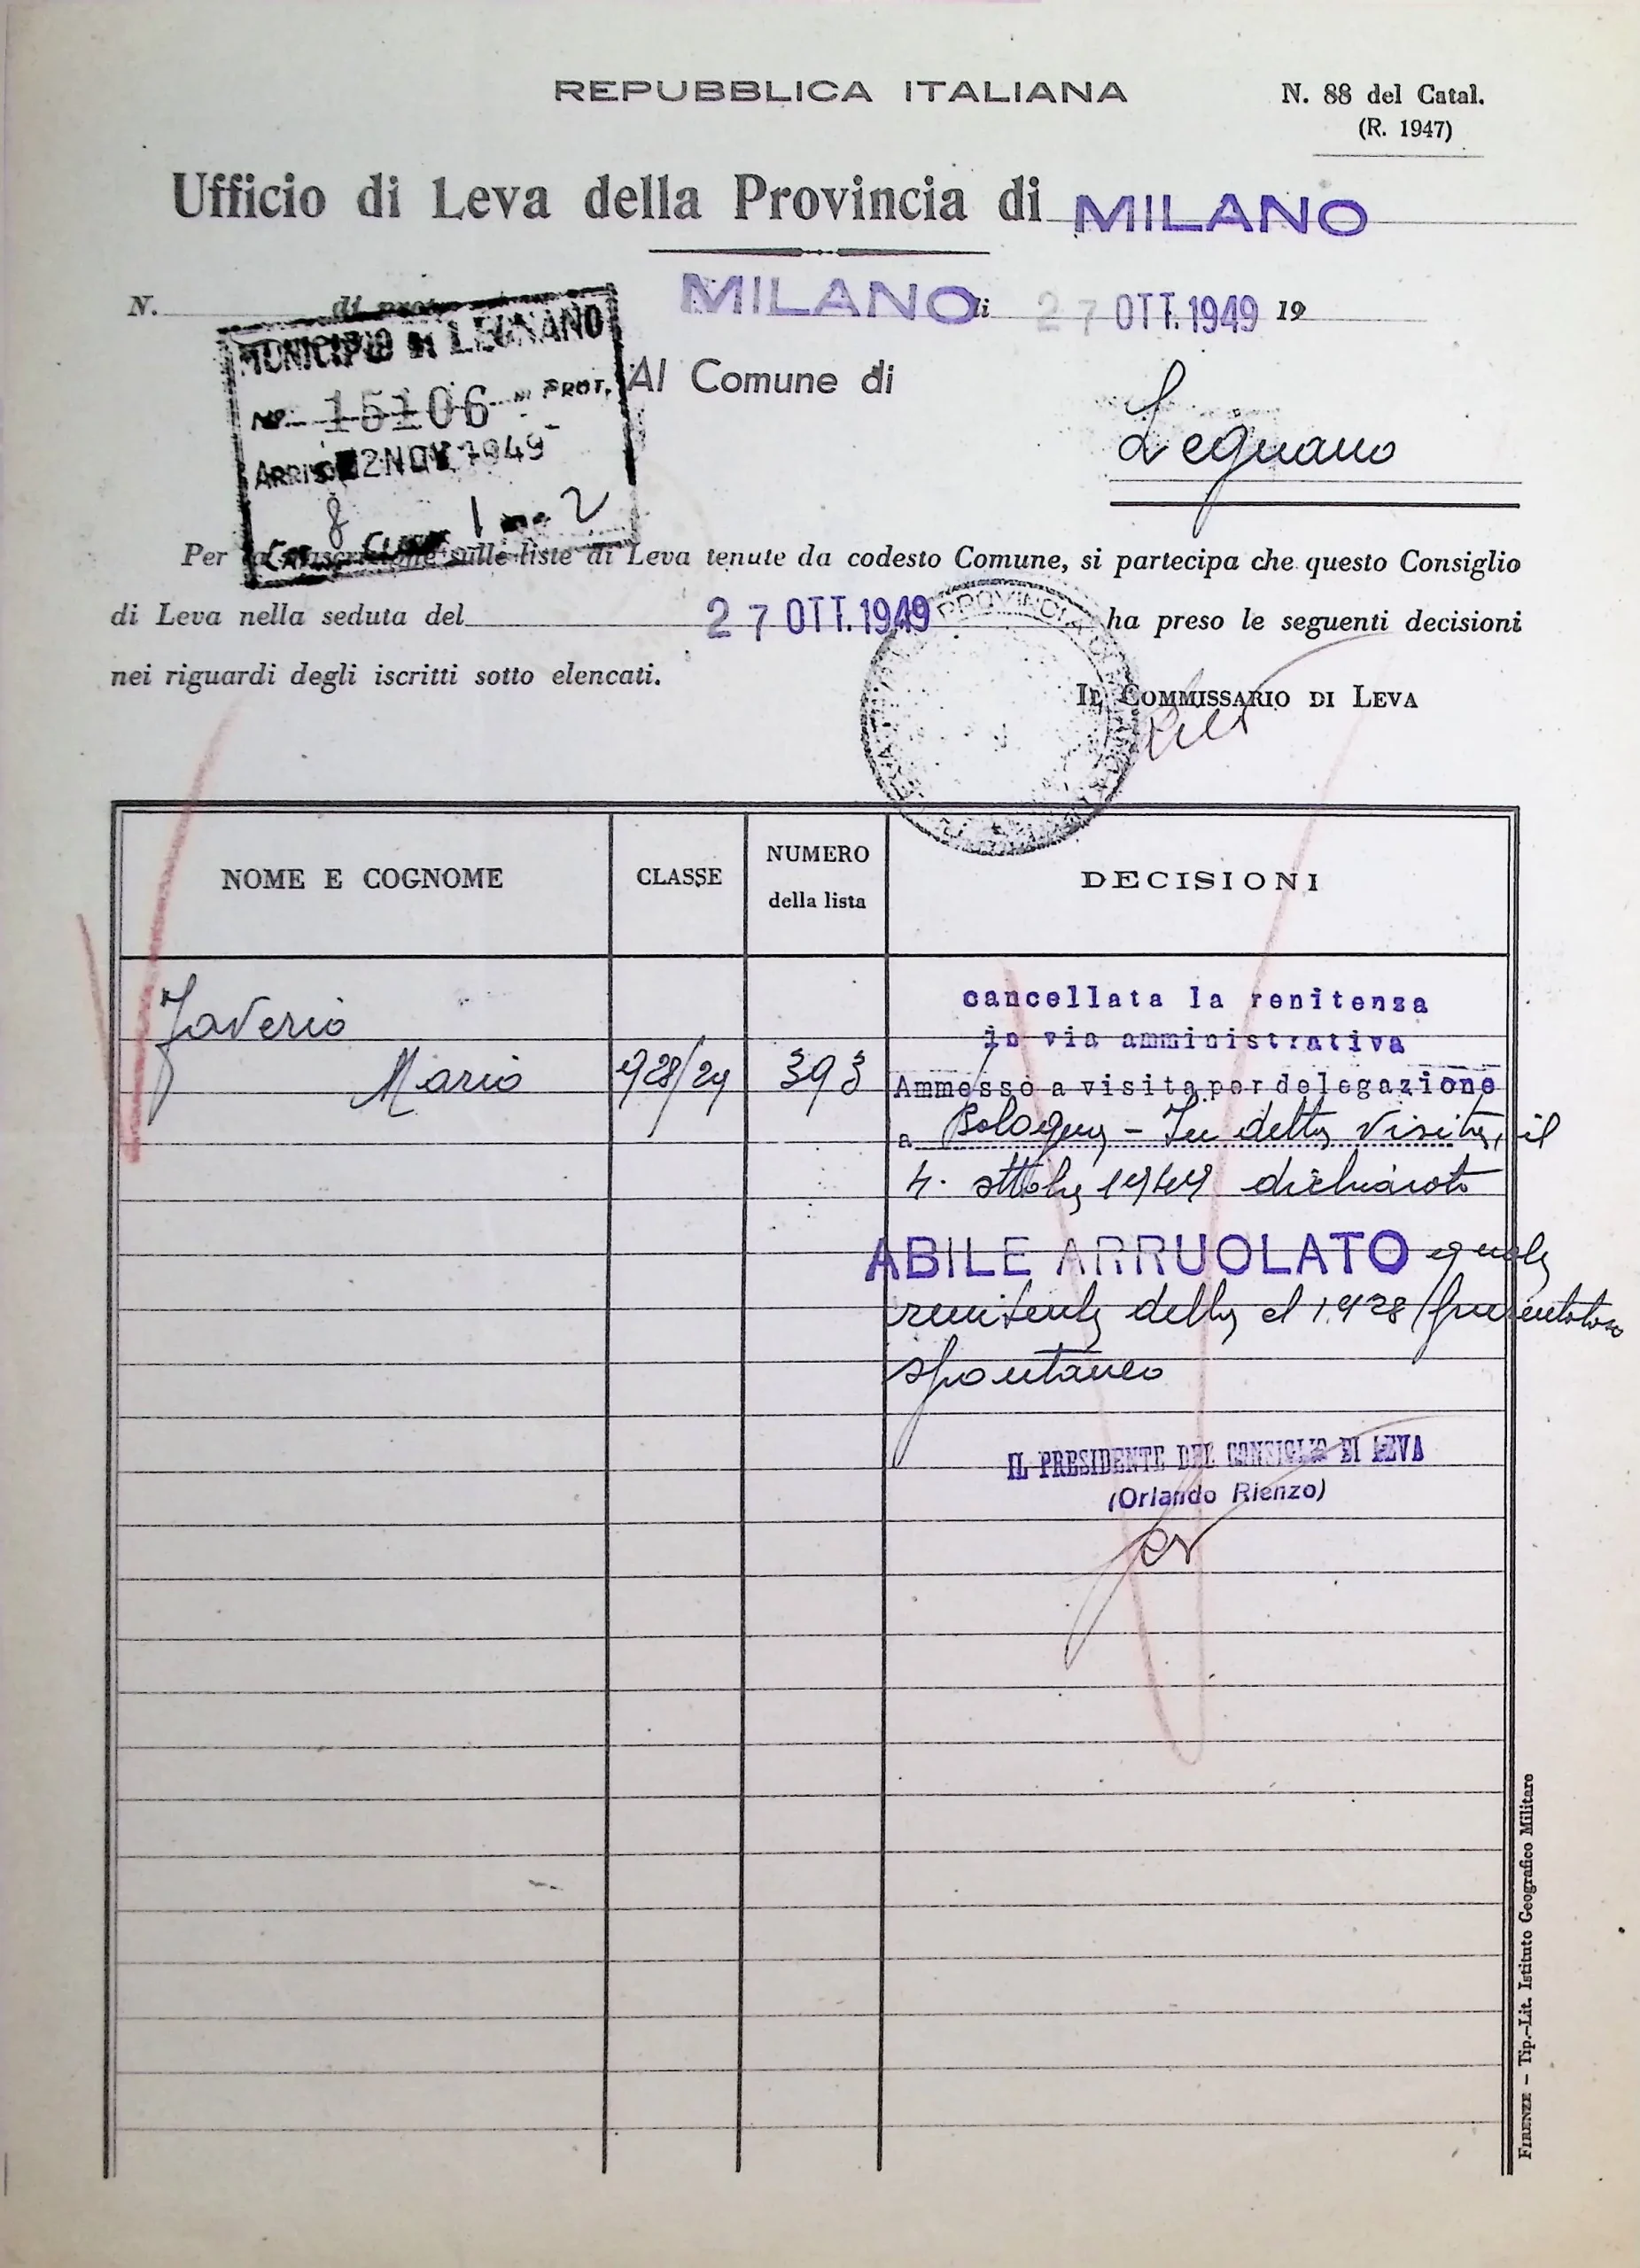 REPUBBLICA ITALIANA
N. 88 del Catal.
(R. 1947)
Ufficio di Leva della Provincia di MILANO
N. di prot
MILANO li 27 OTT. 1949 19
MUNICIPIO DI LEGNANO
No. 15106 PROT.
ARRIVO 2 NOV. 1949
8 1 2
CAT. CLASSE
Al Comune di
Legnano
Per la trascrizione sulle liste di Leva tenute da codesto Comune, si partecipa che questo Consiglio
di Leva nella seduta del 27 OTT. 1949 ha preso le seguenti decisioni
nei riguardi degli iscritti sotto elencati.
PROVINCIA
IL COMMISSARIO DI LEVA
NOME E COGNOME
CLASSE
NUMERO
della lista
DECISIONI
cancellata la renitenza
in via amministrativa
Javerio
Mario 928/29 393
Ammesso a visita per delegazione
a Bologna - In detta visita, il
4. ottobre 1949 dichiarato
ABILE ARRUOLATO quale
renitente della cl 1928 presentatosi
spontaneo
IL PRESIDENTE DEL CONSIGLIO DI LEVA
(Orlando Rienzo)
FIRENZE - Tip.-Lit. Istituto Geografico Militare